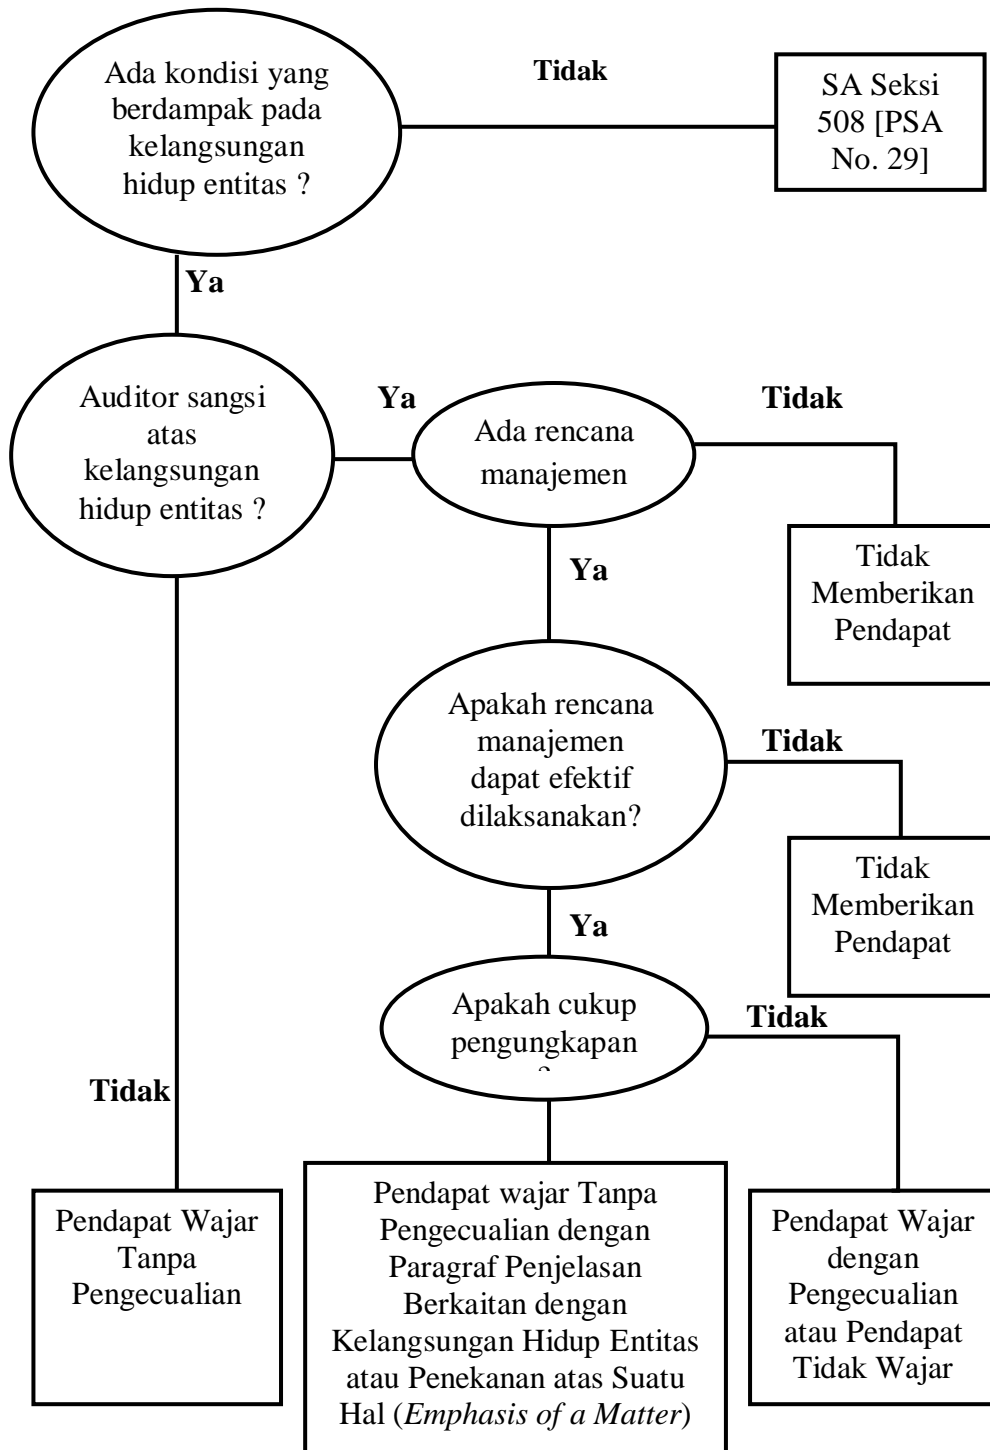 Ada kondisi yang
berdampak pada
kelangsungan
hidup entitas ?
Tidak
SA Seksi
508 [PSA
No. 29]
Ya
Auditor sangsi
atas
kelangsungan
hidup entitas ?
Ya
Ada rencana
manajemen
Tidak
Tidak
Memberikan
Pendapat
Ya
Apakah rencana
manajemen
dapat efektif
dilaksanakan?
Tidak
Tidak
Memberikan
Pendapat
Ya
Apakah cukup
pengungkapan
?
Tidak
Tidak
Pendapat Wajar
Tanpa
Pengecualian
Pendapat wajar Tanpa
Pengecualian dengan
Paragraf Penjelasan
Berkaitan dengan
Kelangsungan Hidup Entitas
atau Penekanan atas Suatu
Hal (Emphasis of a Matter)
Pendapat Wajar
dengan
Pengecualian
atau Pendapat
Tidak Wajar